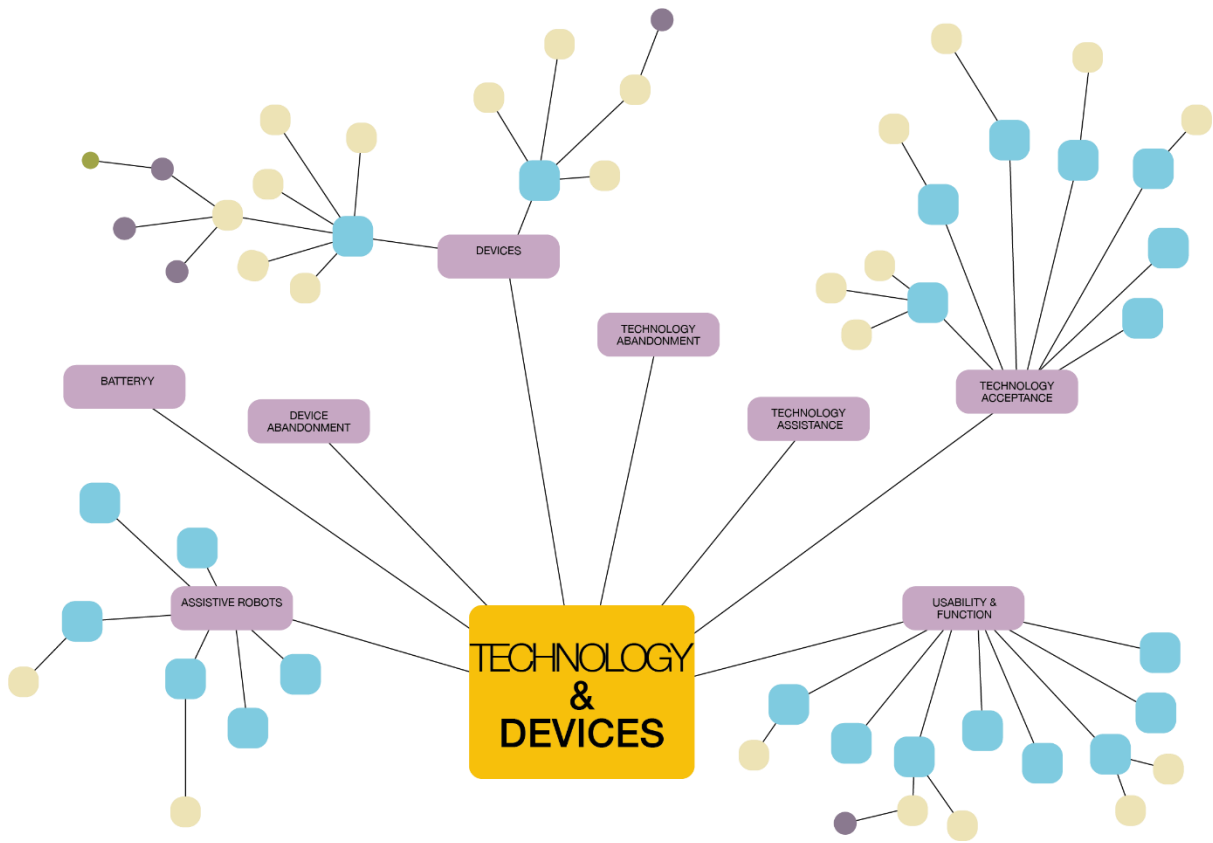 DEVICES
TECHNOLOGY
ABANDONMENT
BATTERYY
DEVICE
ABANDONMENT
TECHNOLOGY
ASSISTANCE
TECHNOLOGY
ACCEPTANCE
ASSISTIVE ROBOTS
USABILITY &
FUNCTION
TECHNOLOGY
&
DEVICES